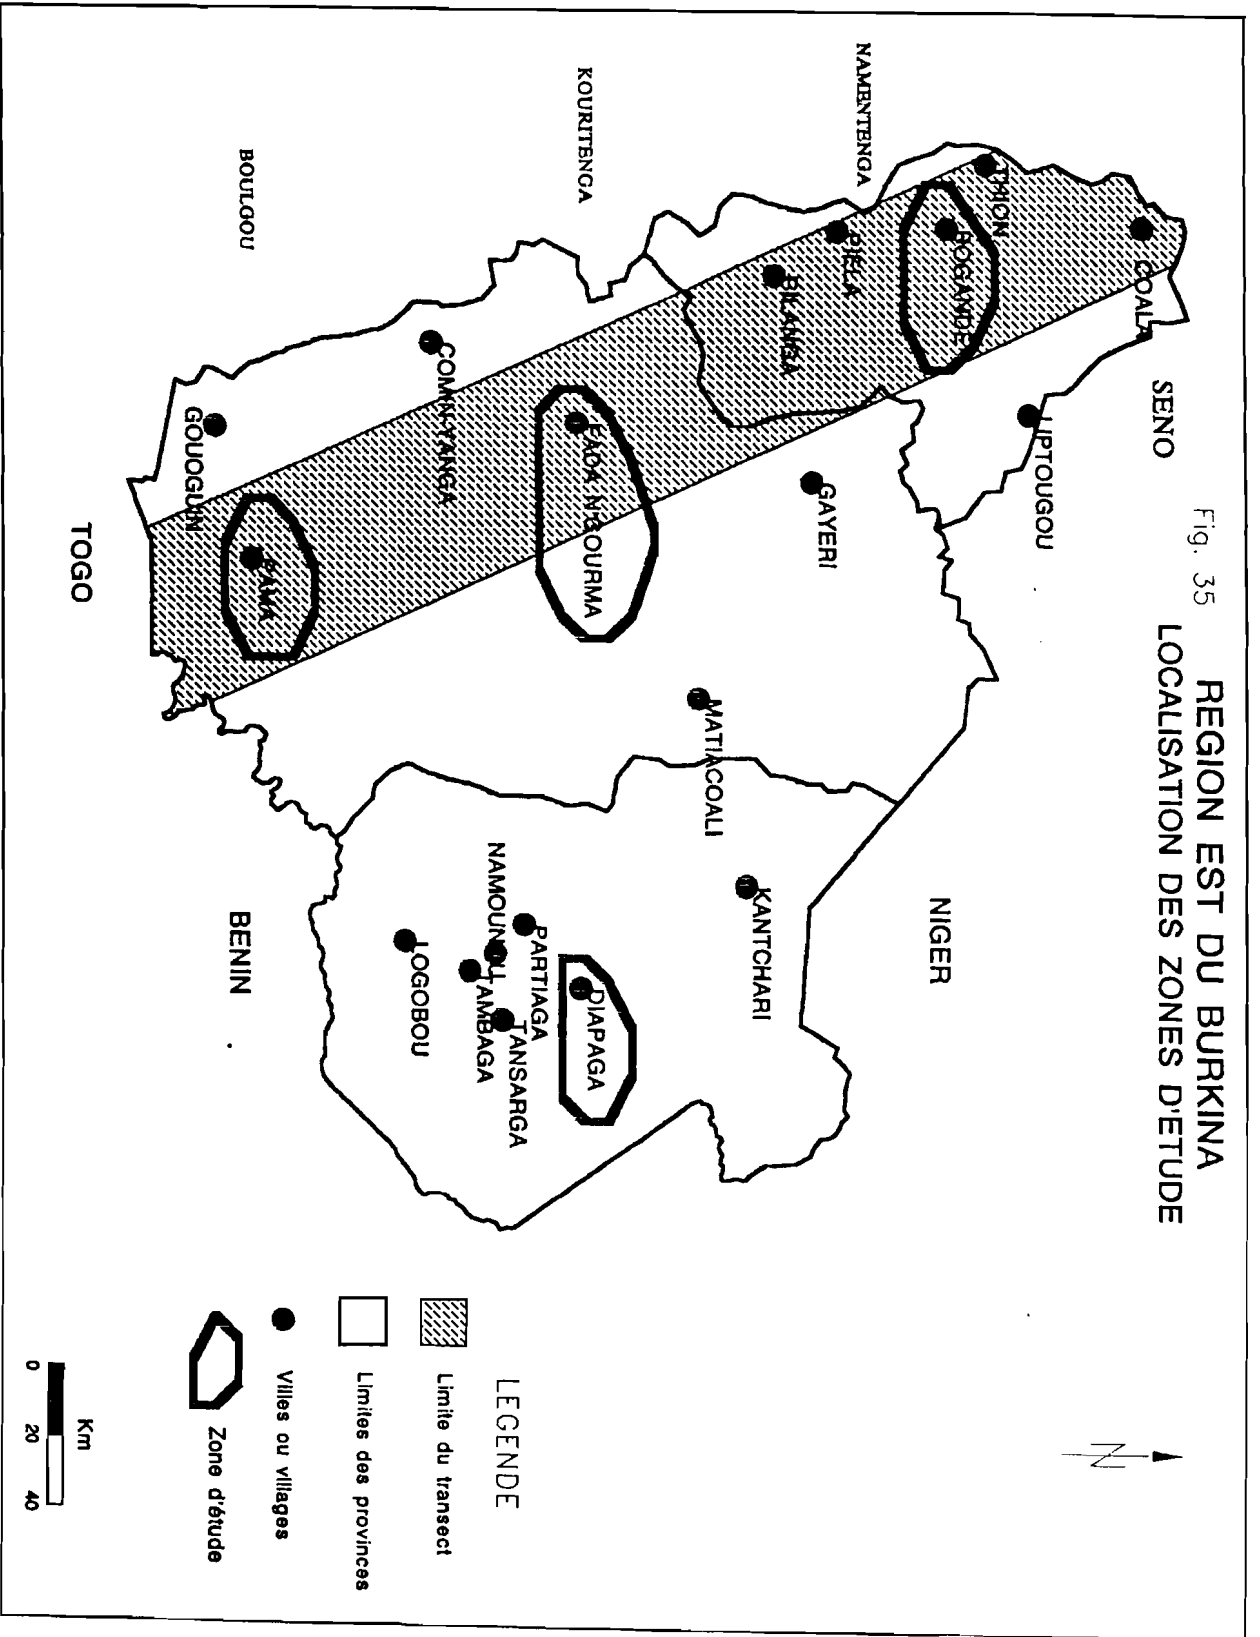 Fig. 35
REGION EST DU BURKINA
LOCALISATION DES ZONES D'ETUDE
N
SENO
COALA
THION
LIPTOUGOU
BOGANDE
NAMENTENGA
PIELA
NIGER
GAYERI
BILANGA
KANTCHARI
MATIACOALI
KOURITENGA
FADA N'GOURMA
DIAPAGA
PARTIAGA
TANSARGA
NAMOUNOU
TAMBAGA
COMIN-YANGA
LOGOBOU
BOULGOU
PAMA
BENIN
GOUOGUIN
TOGO
LEGENDE
Limite du transect
Limites des provinces
Villes ou villages
Zone d'étude
Km
0 20 40